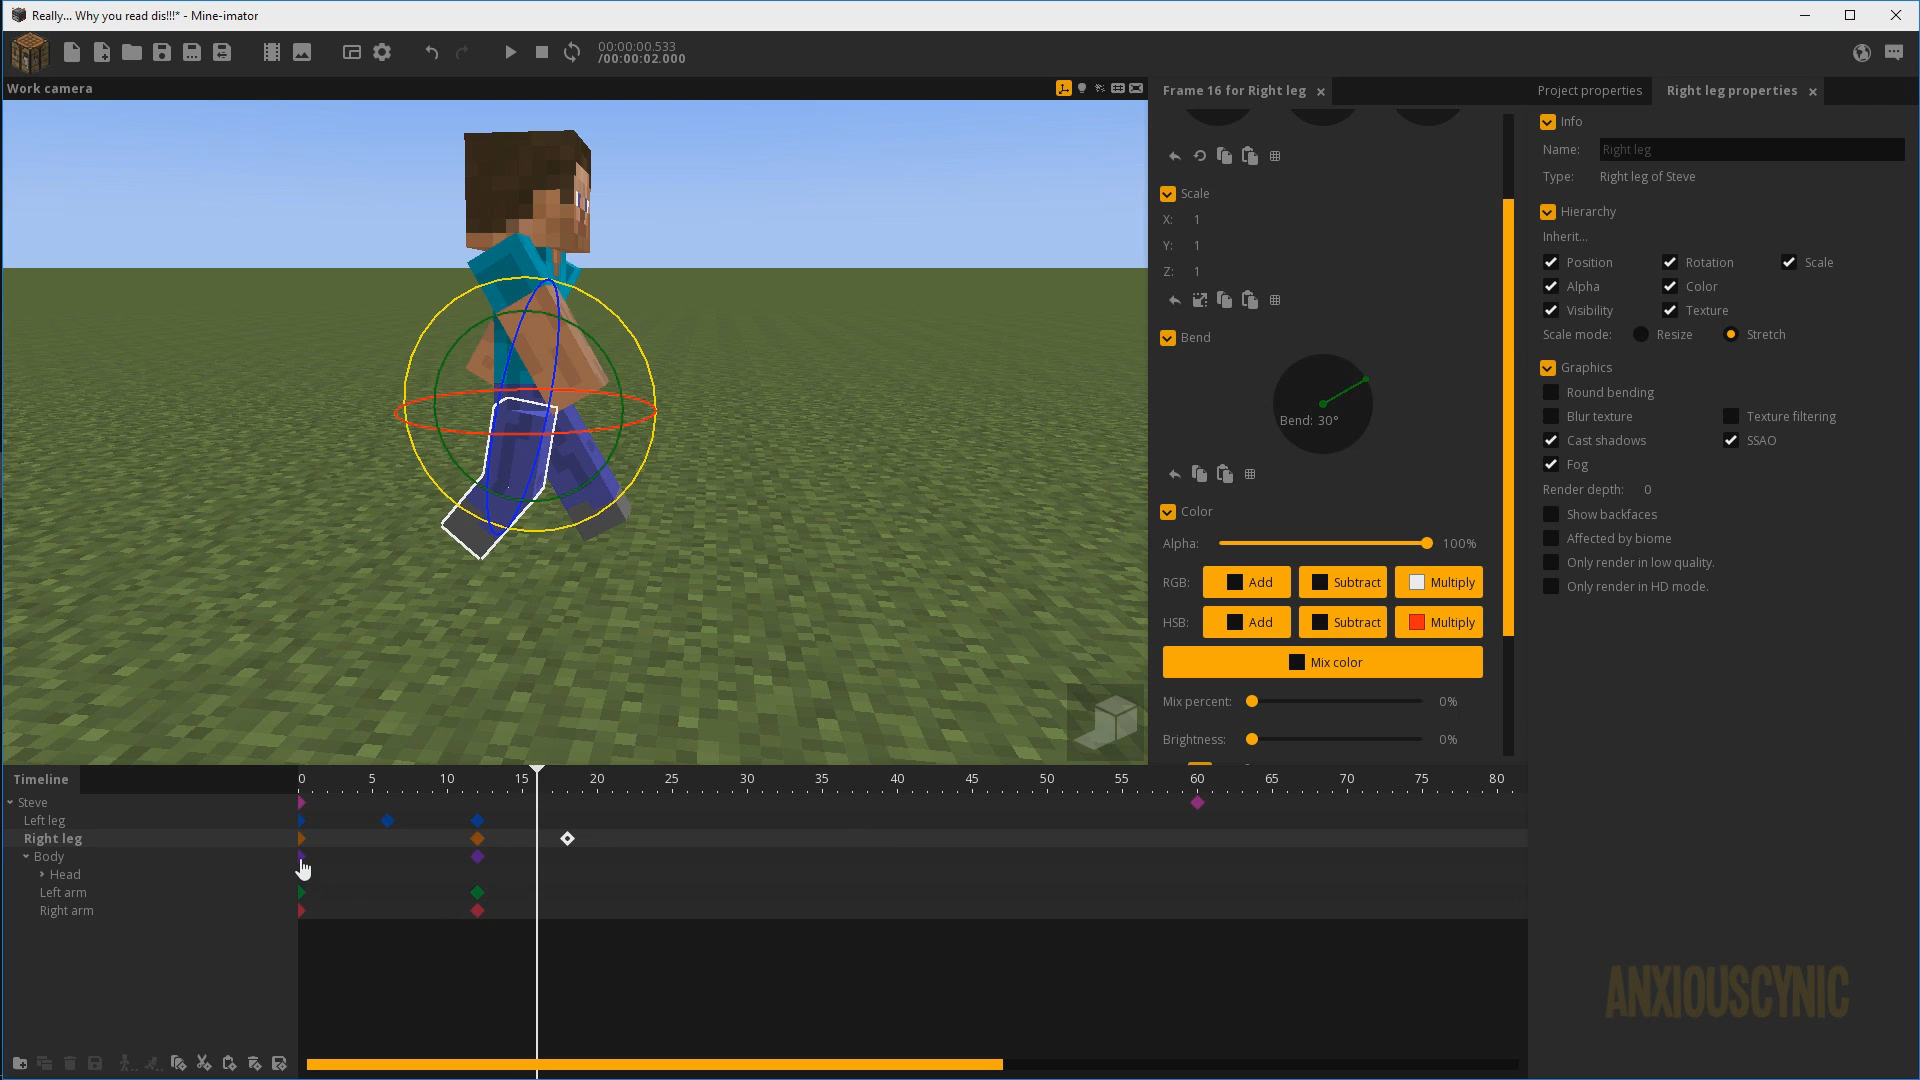 Really... Why you read dis!!!* - Mine-imator
00:00:00.533
/00:00:02.000
Work camera
Frame 16 for Right leg
Scale
X: 1
Y: 1
Z: 1
Bend
Bend: 30°
Color
Alpha: 100%
RGB: Add Subtract Multiply
HSB: Add Subtract Multiply
Mix color
Mix percent: 0%
Brightness: 0%
Project properties Right leg properties
Info
Name: Right leg
Type: Right leg of Steve
Hierarchy
Inherit...
Position Rotation Scale
Alpha Color
Visibility Texture
Scale mode: Resize Stretch
Graphics
Round bending
Blur texture Texture filtering
Cast shadows SSAO
Fog
Render depth: 0
Show backfaces
Affected by biome
Only render in low quality.
Only render in HD mode.
Timeline
0 5 10 15 20 25 30 35 40 45 50 55 60 65 70 75 80
Steve
Left leg
Right leg
Body
Head
Left arm
Right arm
ANXIOUSCYNIC